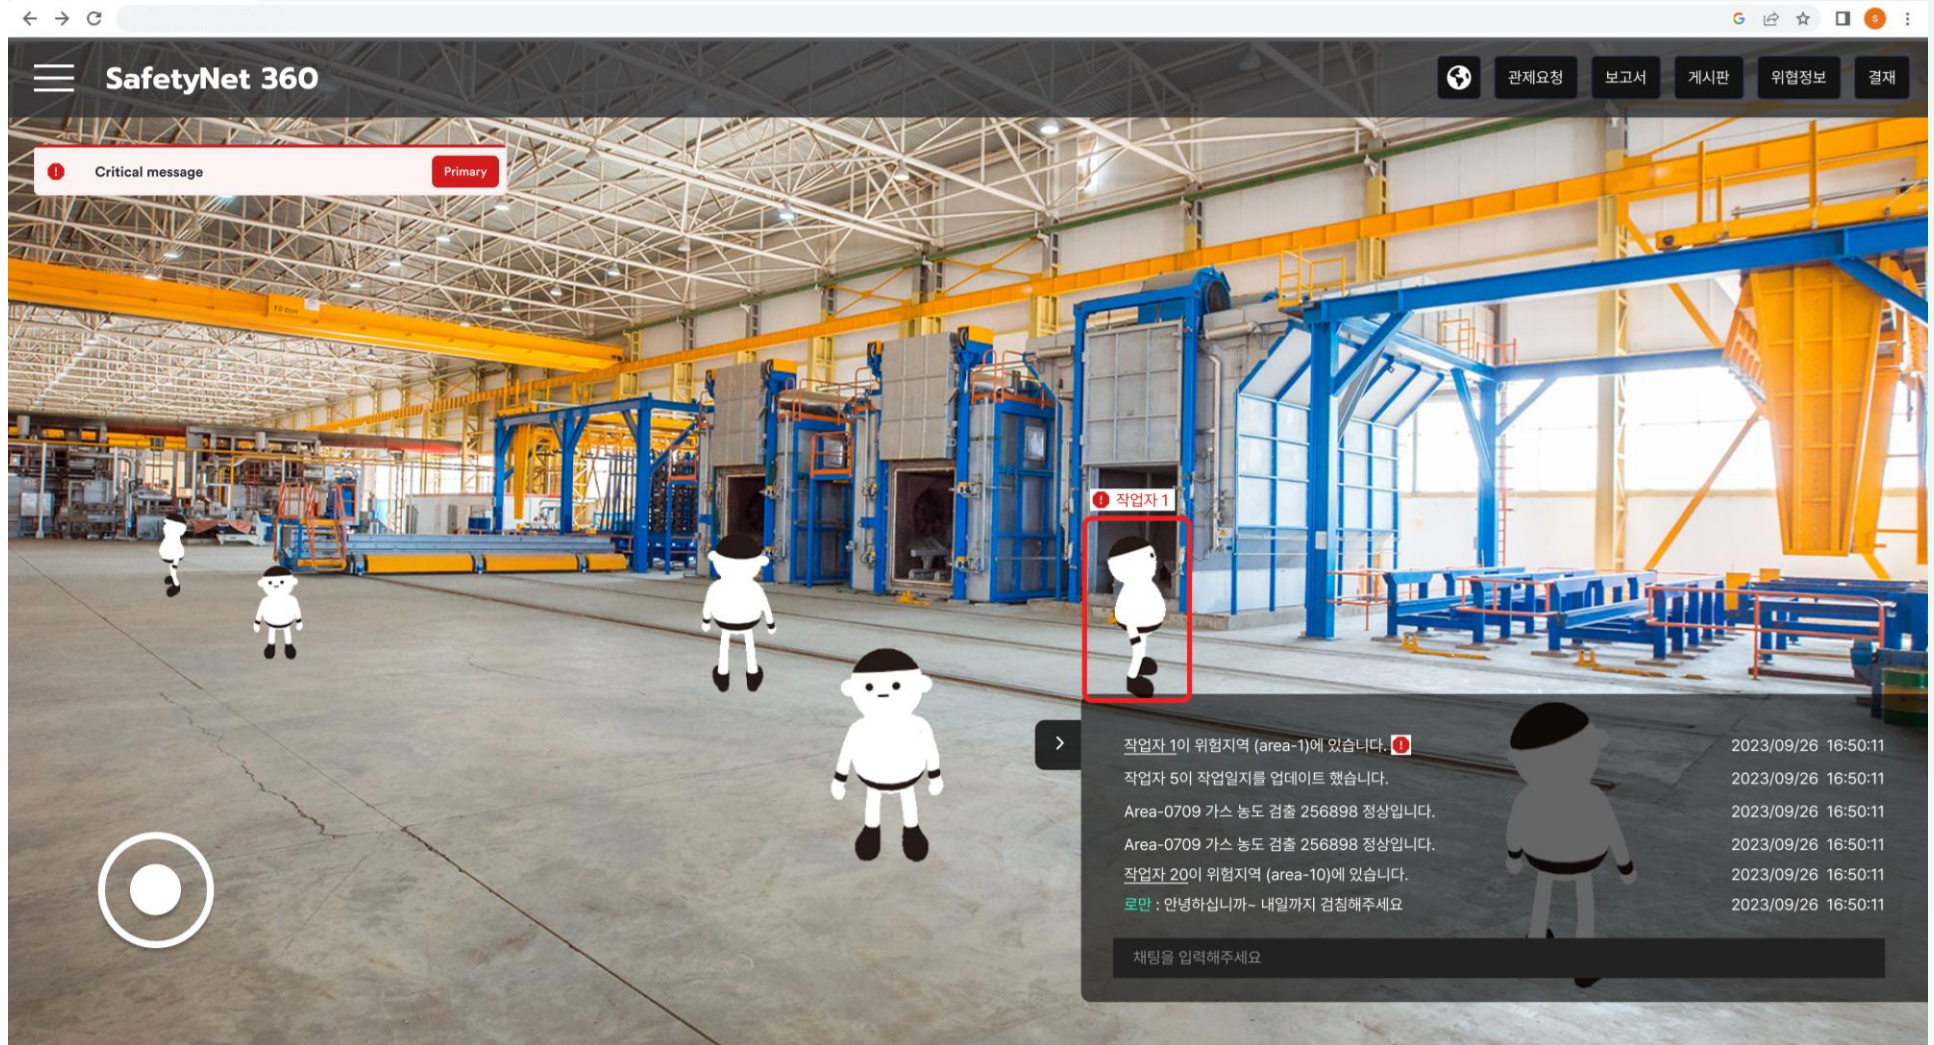 SafetyNet 360
관제요청
보고서
게시판
위협정보
결재
Critical message
Primary
10 ton
작업자 1
작업자 1이 위험지역 (area-1)에 있습니다. 2023/09/26 16:50:11
작업자 5이 작업일지를 업데이트 했습니다. 2023/09/26 16:50:11
Area-0709 가스 농도 검출 256898 정상입니다. 2023/09/26 16:50:11
Area-0709 가스 농도 검출 256898 정상입니다. 2023/09/26 16:50:11
작업자 20이 위험지역 (area-10)에 있습니다. 2023/09/26 16:50:11
로만 : 안녕하십니까~ 내일까지 검침해주세요 2023/09/26 16:50:11
채팅을 입력해주세요